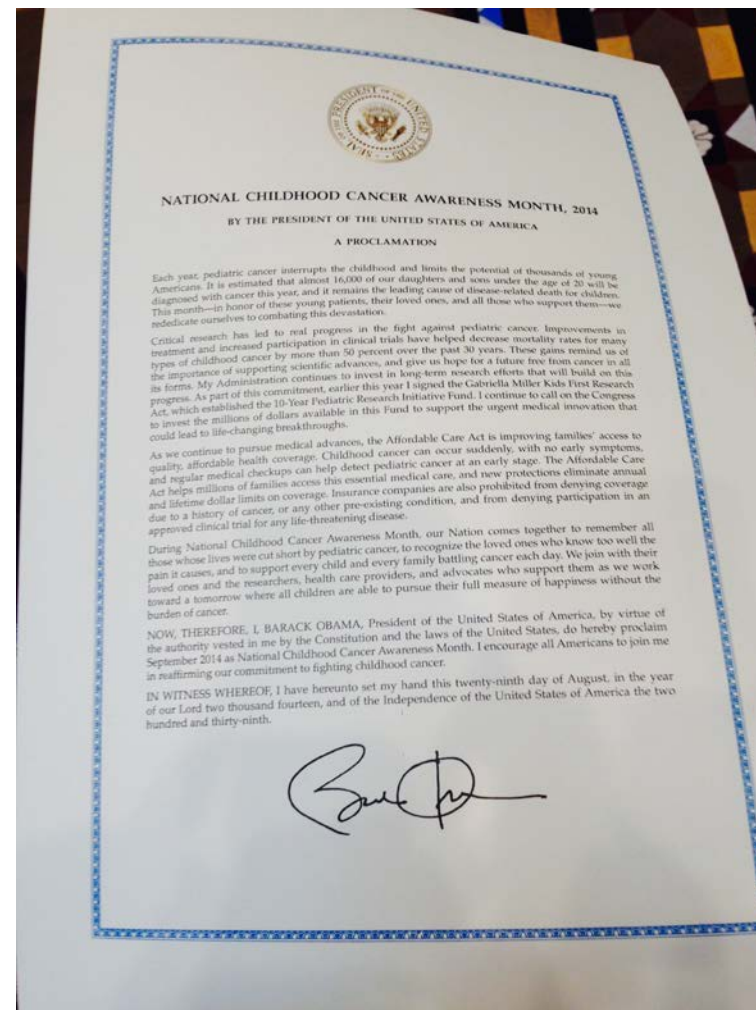 SEAL OF THE PRESIDENT OF THE UNITED STATES
NATIONAL CHILDHOOD CANCER AWARENESS MONTH, 2014
BY THE PRESIDENT OF THE UNITED STATES OF AMERICA
A PROCLAMATION
Each year, pediatric cancer interrupts the childhood and limits the potential of thousands of young
Americans. It is estimated that almost 16,000 of our daughters and sons under the age of 20 will be
diagnosed with cancer this year, and it remains the leading cause of disease-related death for children.
This month—in honor of these young patients, their loved ones, and all those who support them—we
rededicate ourselves to combating this devastation.
Critical research has led to real progress in the fight against pediatric cancer. Improvements in
treatment and increased participation in clinical trials have helped decrease mortality rates for many
types of childhood cancer by more than 50 percent over the past 30 years. These gains remind us of
the importance of supporting scientific advances, and give us hope for a future free from cancer in all
its forms. My Administration continues to invest in long-term research efforts that will build on this
progress. As part of this commitment, earlier this year I signed the Gabriella Miller Kids First Research
Act, which established the 10-Year Pediatric Research Initiative Fund. I continue to call on the Congress
to invest the millions of dollars available in this Fund to support the urgent medical innovation that
could lead to life-changing breakthroughs.
As we continue to pursue medical advances, the Affordable Care Act is improving families' access to
quality, affordable health coverage. Childhood cancer can occur suddenly, with no early symptoms,
and regular medical checkups can help detect pediatric cancer at an early stage. The Affordable Care
Act helps millions of families access this essential medical care, and new protections eliminate annual
and lifetime dollar limits on coverage. Insurance companies are also prohibited from denying coverage
due to a history of cancer, or any other pre-existing condition, and from denying participation in an
approved clinical trial for any life-threatening disease.
During National Childhood Cancer Awareness Month, our Nation comes together to remember all
those whose lives were cut short by pediatric cancer, to recognize the loved ones who know too well the
pain it causes, and to support every child and every family battling cancer each day. We join with their
loved ones and the researchers, health care providers, and advocates who support them as we work
toward a tomorrow where all children are able to pursue their full measure of happiness without the
burden of cancer.
NOW, THEREFORE, I, BARACK OBAMA, President of the United States of America, by virtue of
the authority vested in me by the Constitution and the laws of the United States, do hereby proclaim
September 2014 as National Childhood Cancer Awareness Month. I encourage all Americans to join me
in reaffirming our commitment to fighting childhood cancer.
IN WITNESS WHEREOF, I have hereunto set my hand this twenty-ninth day of August, in the year
of our Lord two thousand fourteen, and of the Independence of the United States of America the two
hundred and thirty-ninth.